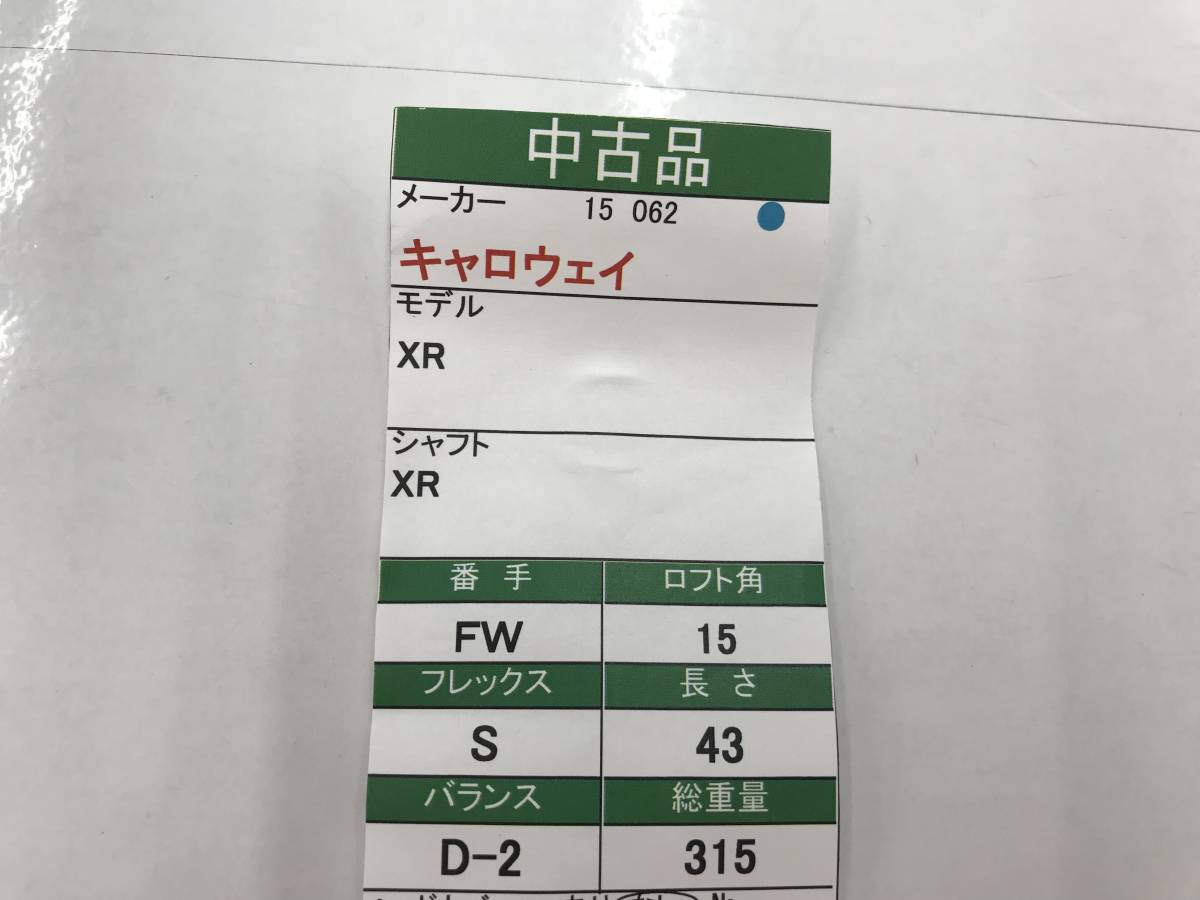 中古品
メーカー 15 062
キャロウェイ
モデル
XR
シャフト
XR
番手 ロフト角
FW 15
フレックス 長さ
S 43
バランス 総重量
D-2 315